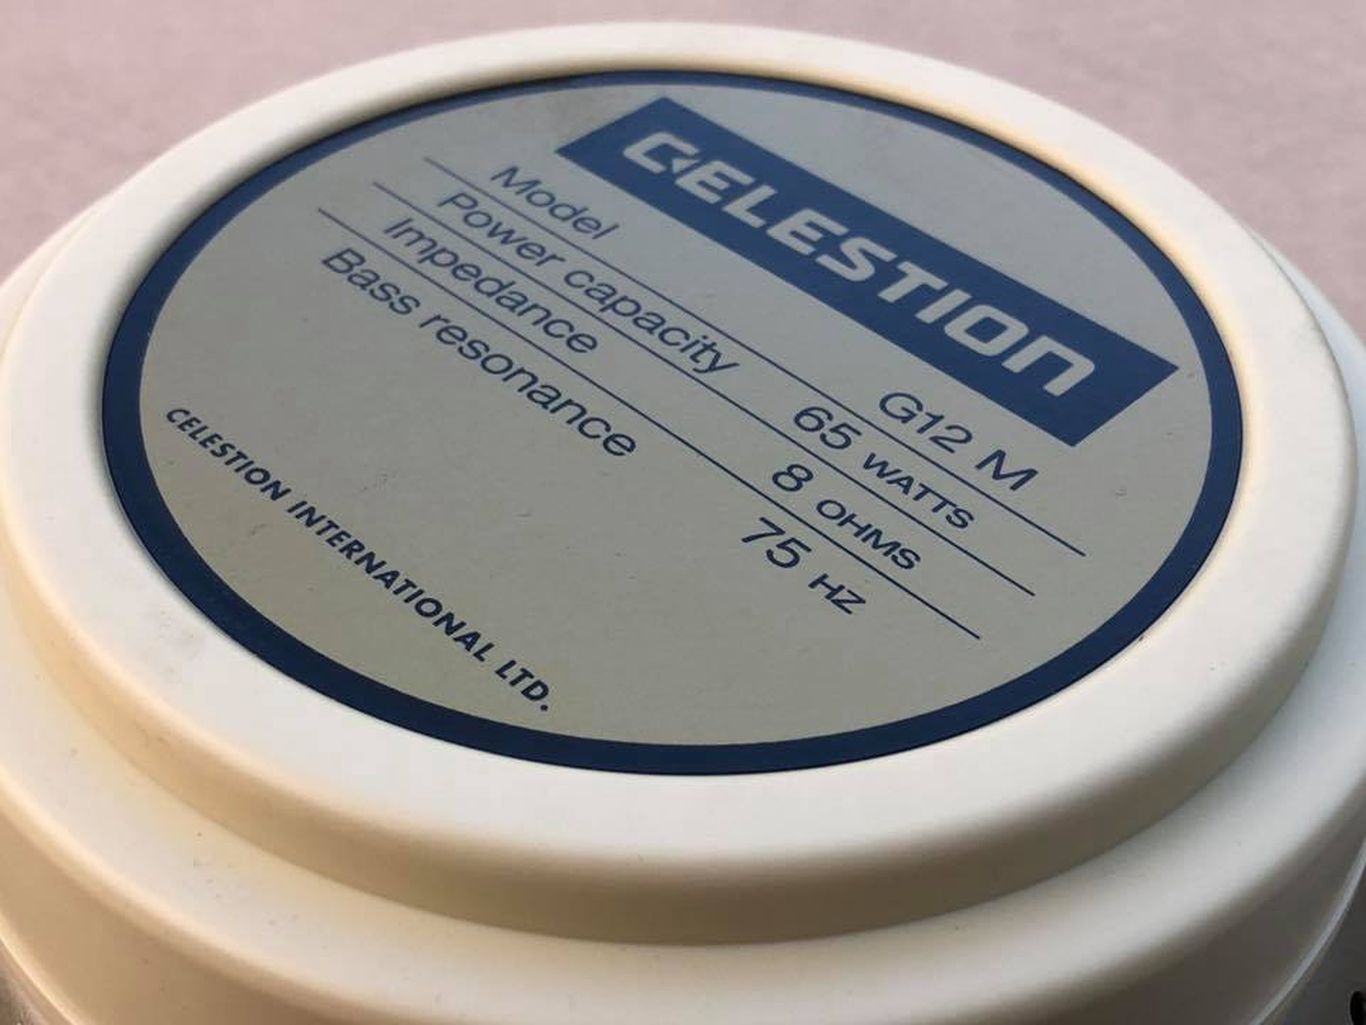 CELESTION
Model G12 M
Power capacity 65 WATTS
Impedance 8 OHMS
Bass resonance 75 HZ
CELESTION INTERNATIONAL LTD.